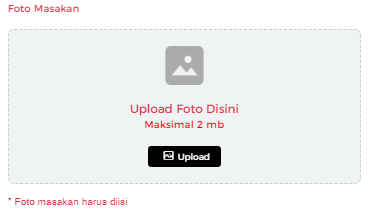 Foto Masakan
Upload Foto Disini
Maksimal 2 mb
Upload
* Foto masakan harus diisi